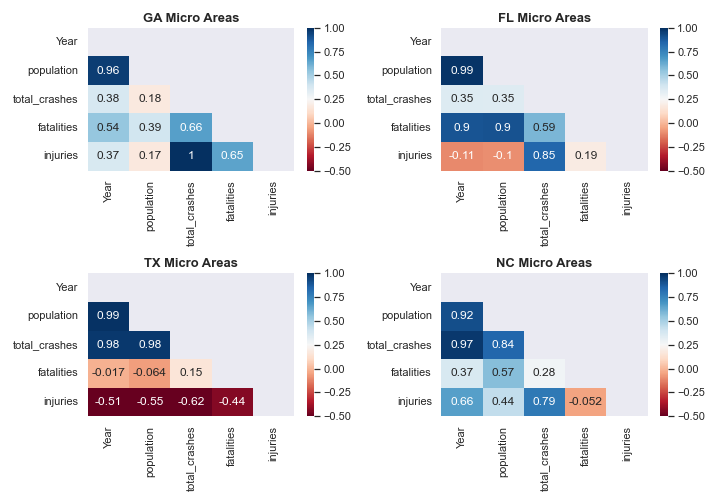 GA Micro Areas
Year
population
total_crashes
fatalities
injuries
0.96
0.38 0.18
0.54 0.39 0.66
0.37 0.17 1 0.65
Year population total_crashes fatalities injuries
1.00
0.75
0.50
0.25
0.00
−0.25
−0.50
FL Micro Areas
Year
population
total_crashes
fatalities
injuries
0.99
0.35 0.35
0.9 0.9 0.59
-0.11 -0.1 0.85 0.19
Year population total_crashes fatalities injuries
1.00
0.75
0.50
0.25
0.00
−0.25
−0.50
TX Micro Areas
Year
population
total_crashes
fatalities
injuries
0.99
0.98 0.98
-0.017 -0.064 0.15
-0.51 -0.55 -0.62 -0.44
Year population total_crashes fatalities injuries
1.00
0.75
0.50
0.25
0.00
−0.25
−0.50
NC Micro Areas
Year
population
total_crashes
fatalities
injuries
0.92
0.97 0.84
0.37 0.57 0.28
0.66 0.44 0.79 -0.052
Year population total_crashes fatalities injuries
1.00
0.75
0.50
0.25
0.00
−0.25
−0.50